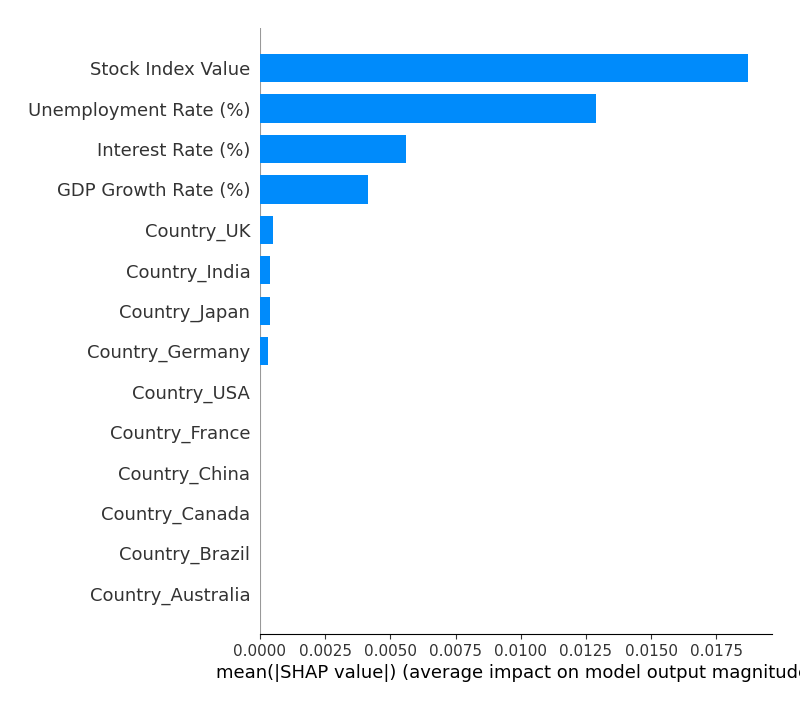 Stock Index Value
Unemployment Rate (%)
Interest Rate (%)
GDP Growth Rate (%)
Country_UK
Country_India
Country_Japan
Country_Germany
Country_USA
Country_France
Country_China
Country_Canada
Country_Brazil
Country_Australia
0.0000 0.0025 0.0050 0.0075 0.0100 0.0125 0.0150 0.0175
mean(|SHAP value|) (average impact on model output magnitude